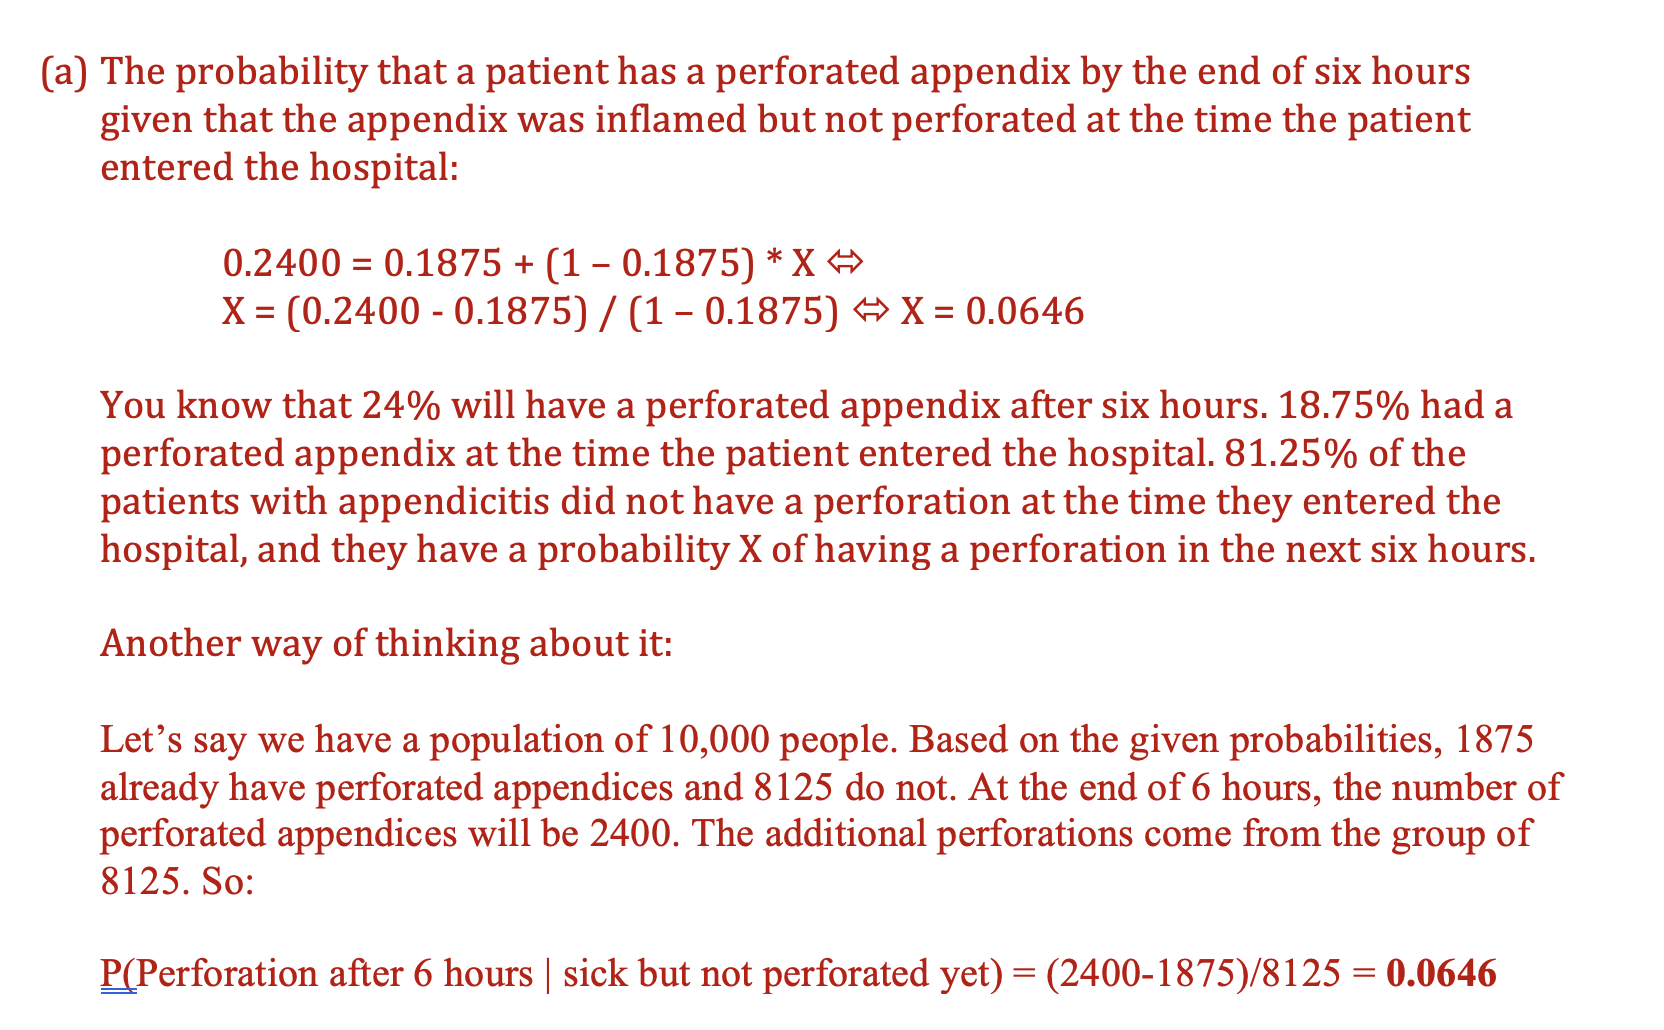 (a) The probability that a patient has a perforated appendix by the end of six hours
given that the appendix was inflamed but not perforated at the time the patient
entered the hospital:
0.2400 = 0.1875 + (1 – 0.1875) * X ⬄
X = (0.2400 - 0.1875) / (1 – 0.1875) ⬄ X = 0.0646
You know that 24% will have a perforated appendix after six hours. 18.75% had a
perforated appendix at the time the patient entered the hospital. 81.25% of the
patients with appendicitis did not have a perforation at the time they entered the
hospital, and they have a probability X of having a perforation in the next six hours.
Another way of thinking about it:
Let’s say we have a population of 10,000 people. Based on the given probabilities, 1875
already have perforated appendices and 8125 do not. At the end of 6 hours, the number of
perforated appendices will be 2400. The additional perforations come from the group of
8125. So:
P(Perforation after 6 hours | sick but not perforated yet) = (2400-1875)/8125 = 0.0646